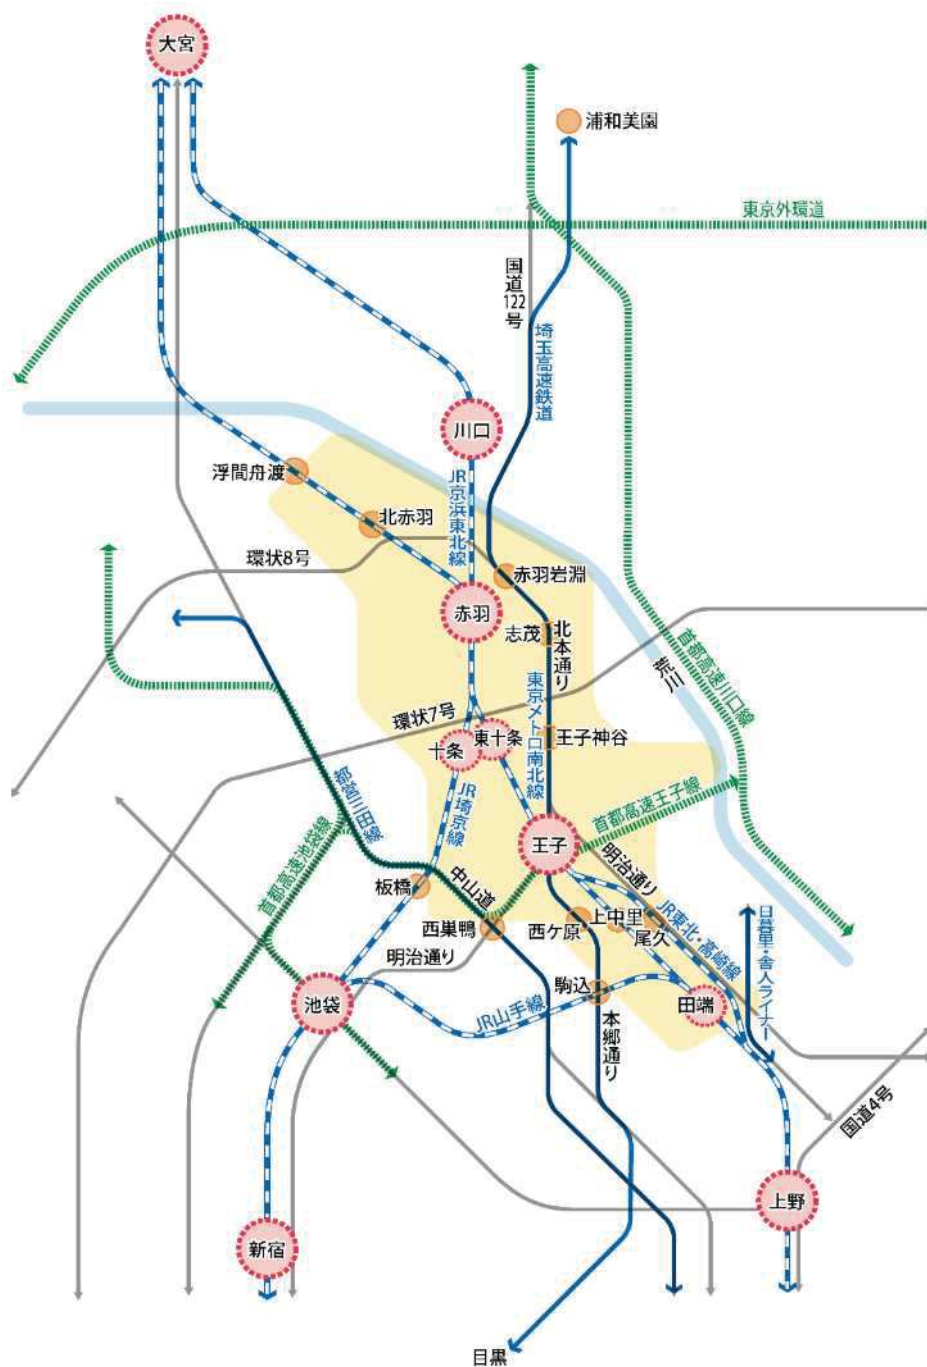 大宮
浦和美園
東京外環道
国道122号
埼玉高速鉄道
川口
浮間舟渡
JR京浜東北線
北赤羽
環状8号
赤羽岩淵
赤羽
志茂
北本通り
荒川
首都高速川口線
東京メトロ南北線
環状7号
十条
東十条
王子神谷
都営三田線
JR埼京線
首都高速王子線
首都高速池袋線
王子
明治通り
板橋
中山道
西巣鴨
西ケ原
上中里
尾久
JR東北・高崎線
日暮里・舎人ライナー
明治通り
池袋
駒込
田端
JR山手線
本郷通り
国道4号
上野
新宿
目黒